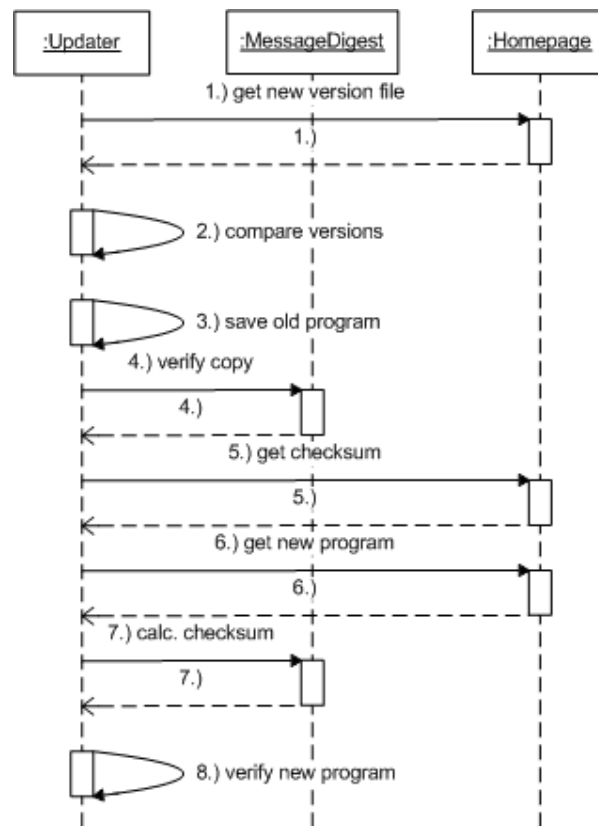 :Updater
:MessageDigest
:Homepage
1.) get new version file
1.)
2.) compare versions
3.) save old program
4.) verify copy
4.)
5.) get checksum
5.)
6.) get new program
6.)
7.) calc. checksum
7.)
8.) verify new program